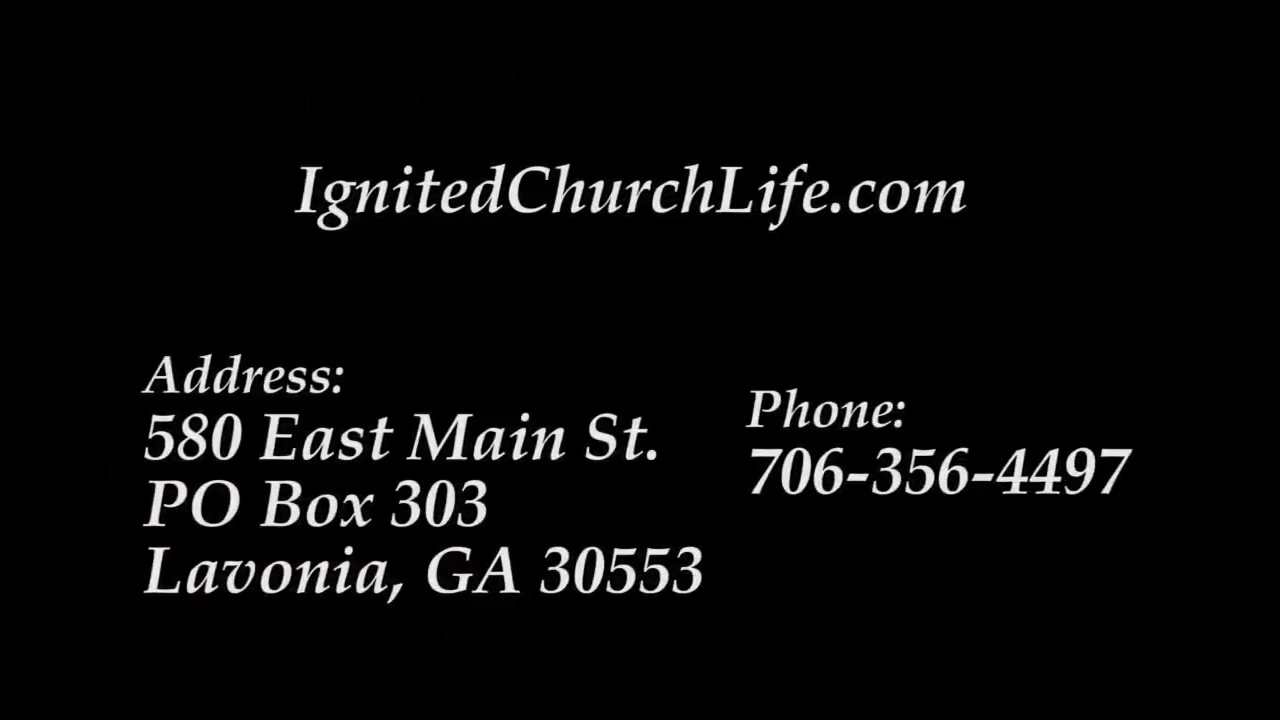 IgnitedChurchLife.com
Address:
580 East Main St.
PO Box 303
Lavonia, GA 30553
Phone:
706-356-4497